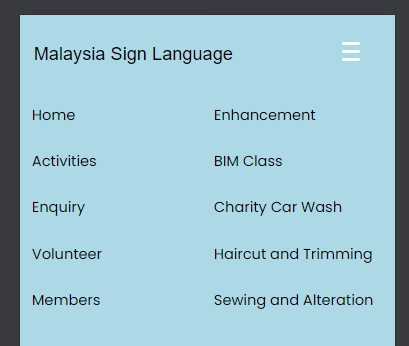 Malaysia Sign Language
Home
Enhancement
Activities
BIM Class
Enquiry
Charity Car Wash
Volunteer
Haircut and Trimming
Members
Sewing and Alteration